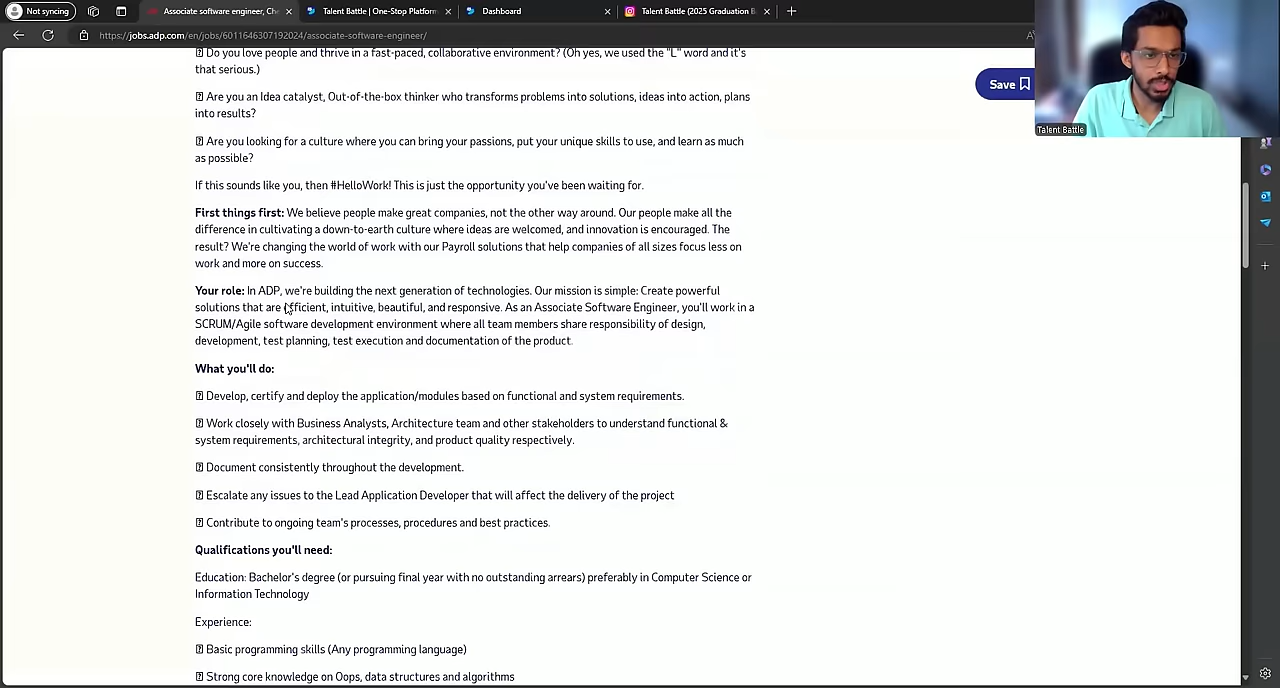 Not syncing
Associate software engineer, Che
Talent Battle | One-Stop Platform
Dashboard
Talent Battle (2025 Graduation B
https://jobs.adp.com/en/jobs/6011646307192024/associate-software-engineer/
Do you love people and thrive in a fast-paced, collaborative environment? (Oh yes, we used the "L" word and it's
that serious.)
Save
Are you an Idea catalyst, Out-of-the-box thinker who transforms problems into solutions, ideas into action, plans
into results?
Talent Battle
Are you looking for a culture where you can bring your passions, put your unique skills to use, and learn as much
as possible?
If this sounds like you, then #HelloWork! This is just the opportunity you've been waiting for.
First things first: We believe people make great companies, not the other way around. Our people make all the
difference in cultivating a down-to-earth culture where ideas are welcomed, and innovation is encouraged. The
result? We're changing the world of work with our Payroll solutions that help companies of all sizes focus less on
work and more on success.
Your role: In ADP, we're building the next generation of technologies. Our mission is simple: Create powerful
solutions that are efficient, intuitive, beautiful, and responsive. As an Associate Software Engineer, you'll work in a
SCRUM/Agile software development environment where all team members share responsibility of design,
development, test planning, test execution and documentation of the product.
What you'll do:
Develop, certify and deploy the application/modules based on functional and system requirements.
Work closely with Business Analysts, Architecture team and other stakeholders to understand functional &
system requirements, architectural integrity, and product quality respectively.
Document consistently throughout the development.
Escalate any issues to the Lead Application Developer that will affect the delivery of the project
Contribute to ongoing team's processes, procedures and best practices.
Qualifications you'll need:
Education: Bachelor's degree (or pursuing final year with no outstanding arrears) preferably in Computer Science or
Information Technology
Experience:
Basic programming skills (Any programming language)
Strong core knowledge on Oops, data structures and algorithms